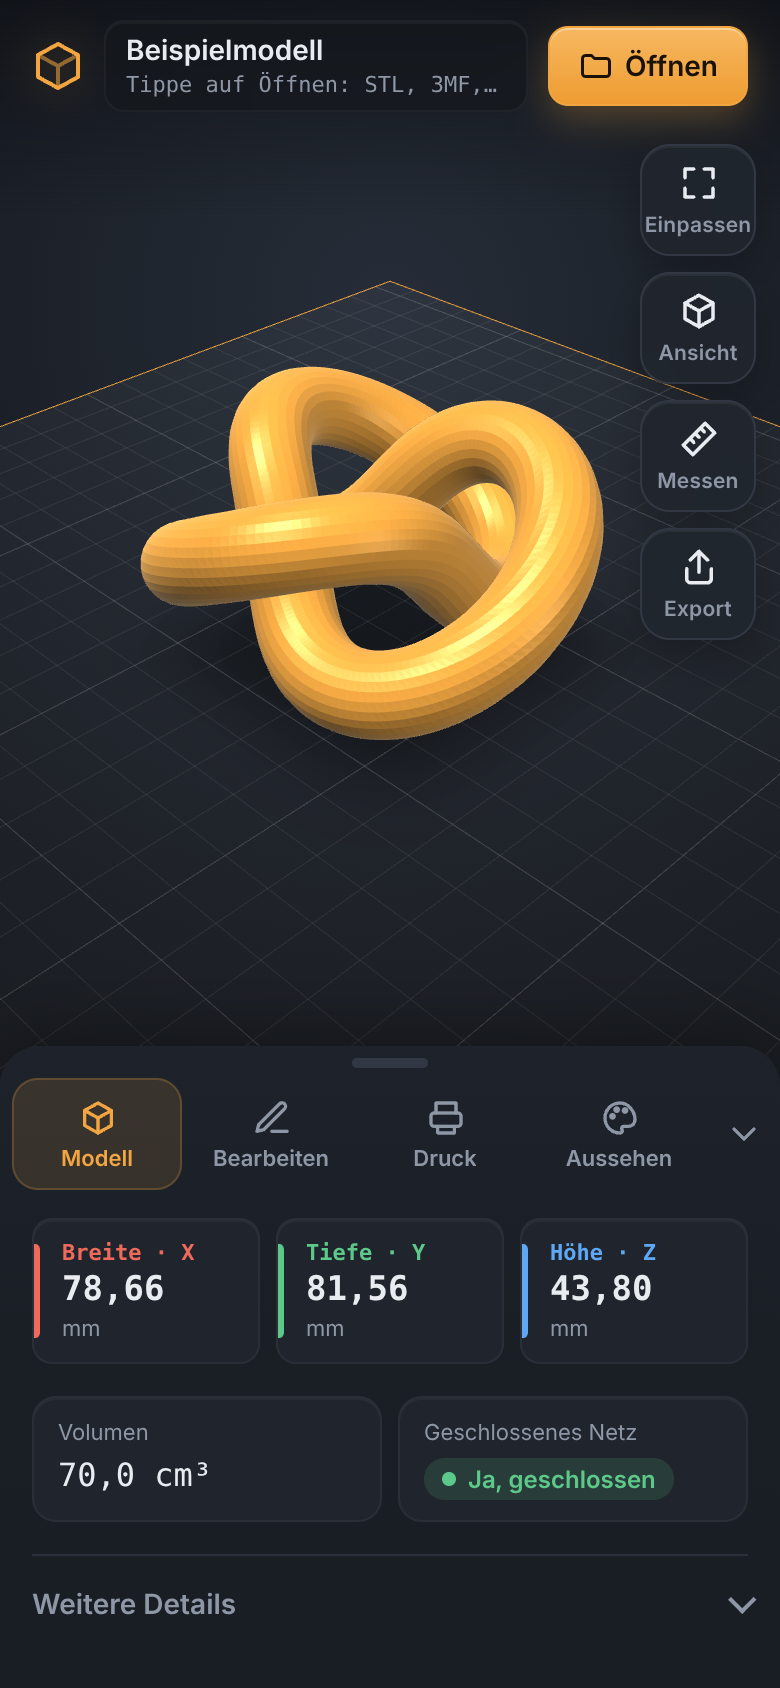 Beispielmodell
Tippe auf Öffnen: STL, 3MF,…
Öffnen
Einpassen
Ansicht
Messen
Export
Modell
Bearbeiten
Druck
Aussehen
Breite · X
78,66
mm
Tiefe · Y
81,56
mm
Höhe · Z
43,80
mm
Volumen
70,0 cm³
Geschlossenes Netz
Ja, geschlossen
Weitere Details